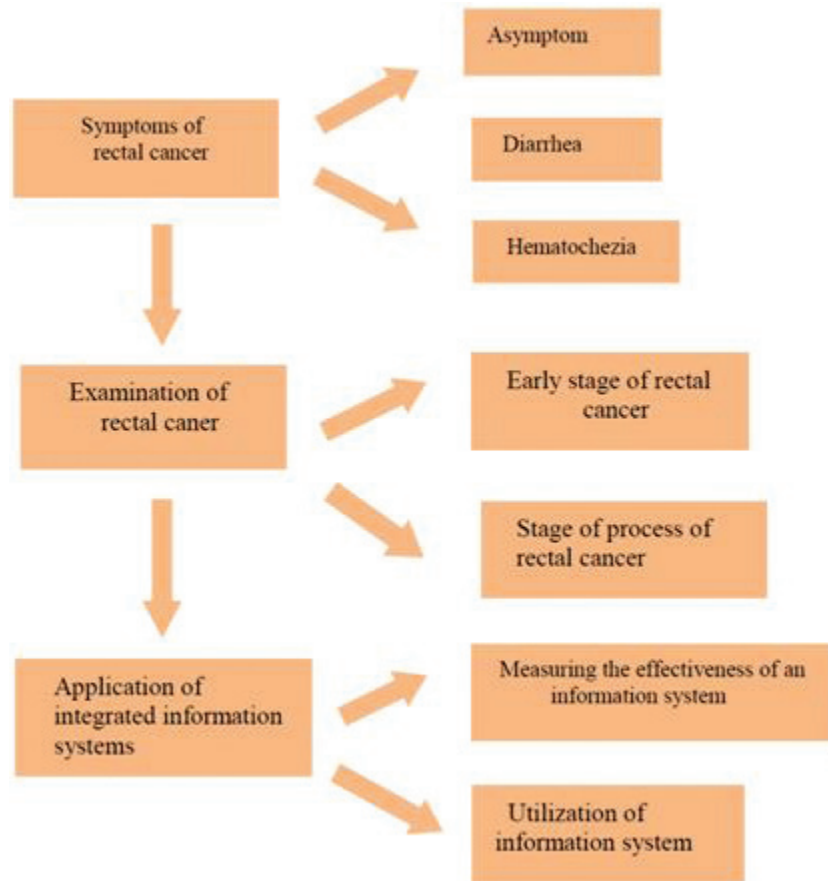 Symptoms of
rectal cancer
Asymptom
Diarrhea
Hematochezia
Examination of
rectal caner
Early stage of rectal
cancer
Stage of process of
rectal cancer
Application of
integrated information
systems
Measuring the effectiveness of an
information system
Utilization of
information system